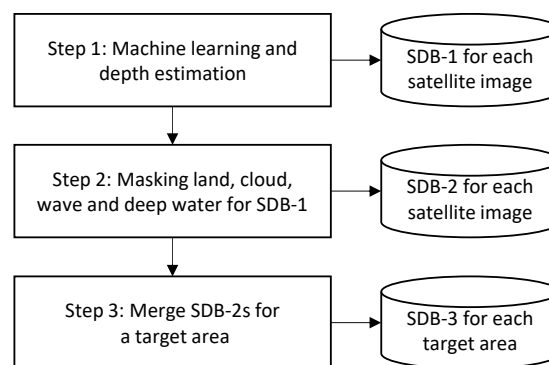 Step 1: Machine learning and
depth estimation
SDB-1 for each
satellite image
Step 2: Masking land, cloud,
wave and deep water for SDB-1
SDB-2 for each
satellite image
Step 3: Merge SDB-2s for
a target area
SDB-3 for each
target area